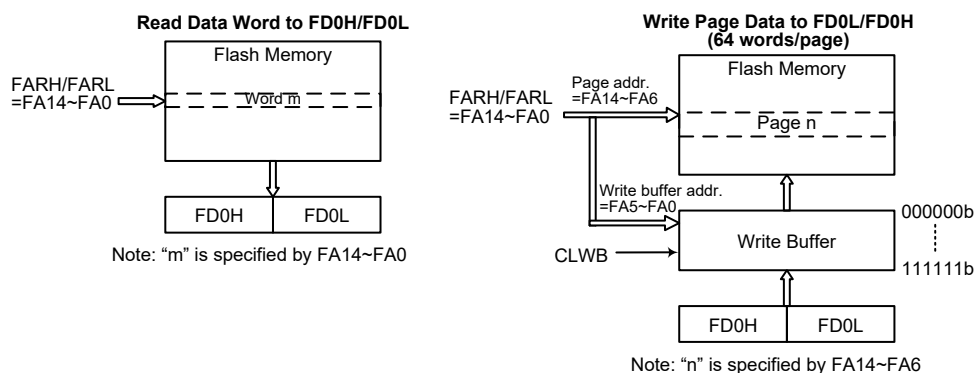 Read Data Word to FD0H/FD0L
Flash Memory
FARH/FARL
=FA14~FA0
Word m
FD0H FD0L
Note: “m” is specified by FA14~FA0
Write Page Data to FD0L/FD0H
(64 words/page)
Flash Memory
FARH/FARL
=FA14~FA0
Page addr.
=FA14~FA6
Page n
Write buffer addr.
=FA5~FA0
Write Buffer
000000b
111111b
CLWB
FD0H FD0L
Note: “n” is specified by FA14~FA6